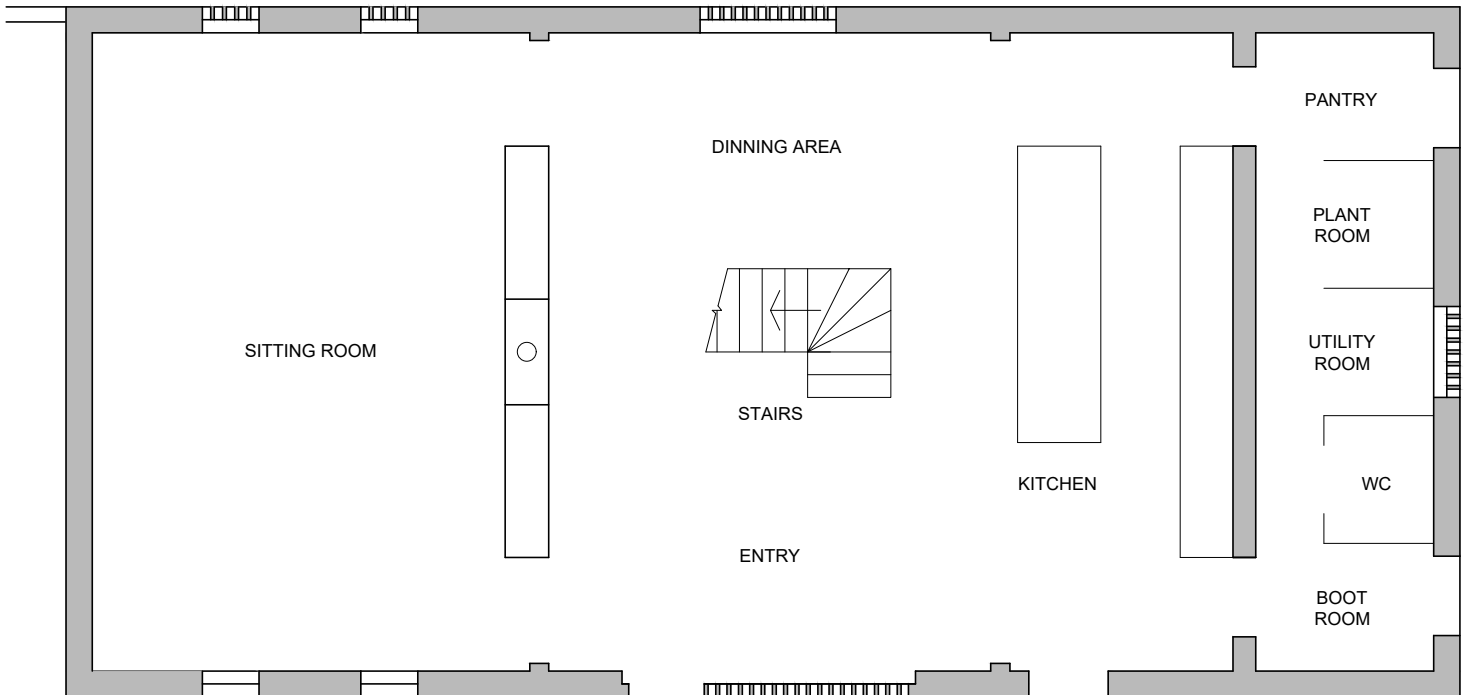 PANTRY
DINNING AREA
PLANT
ROOM
SITTING ROOM
UTILITY
ROOM
STAIRS
KITCHEN
WC
ENTRY
BOOT
ROOM